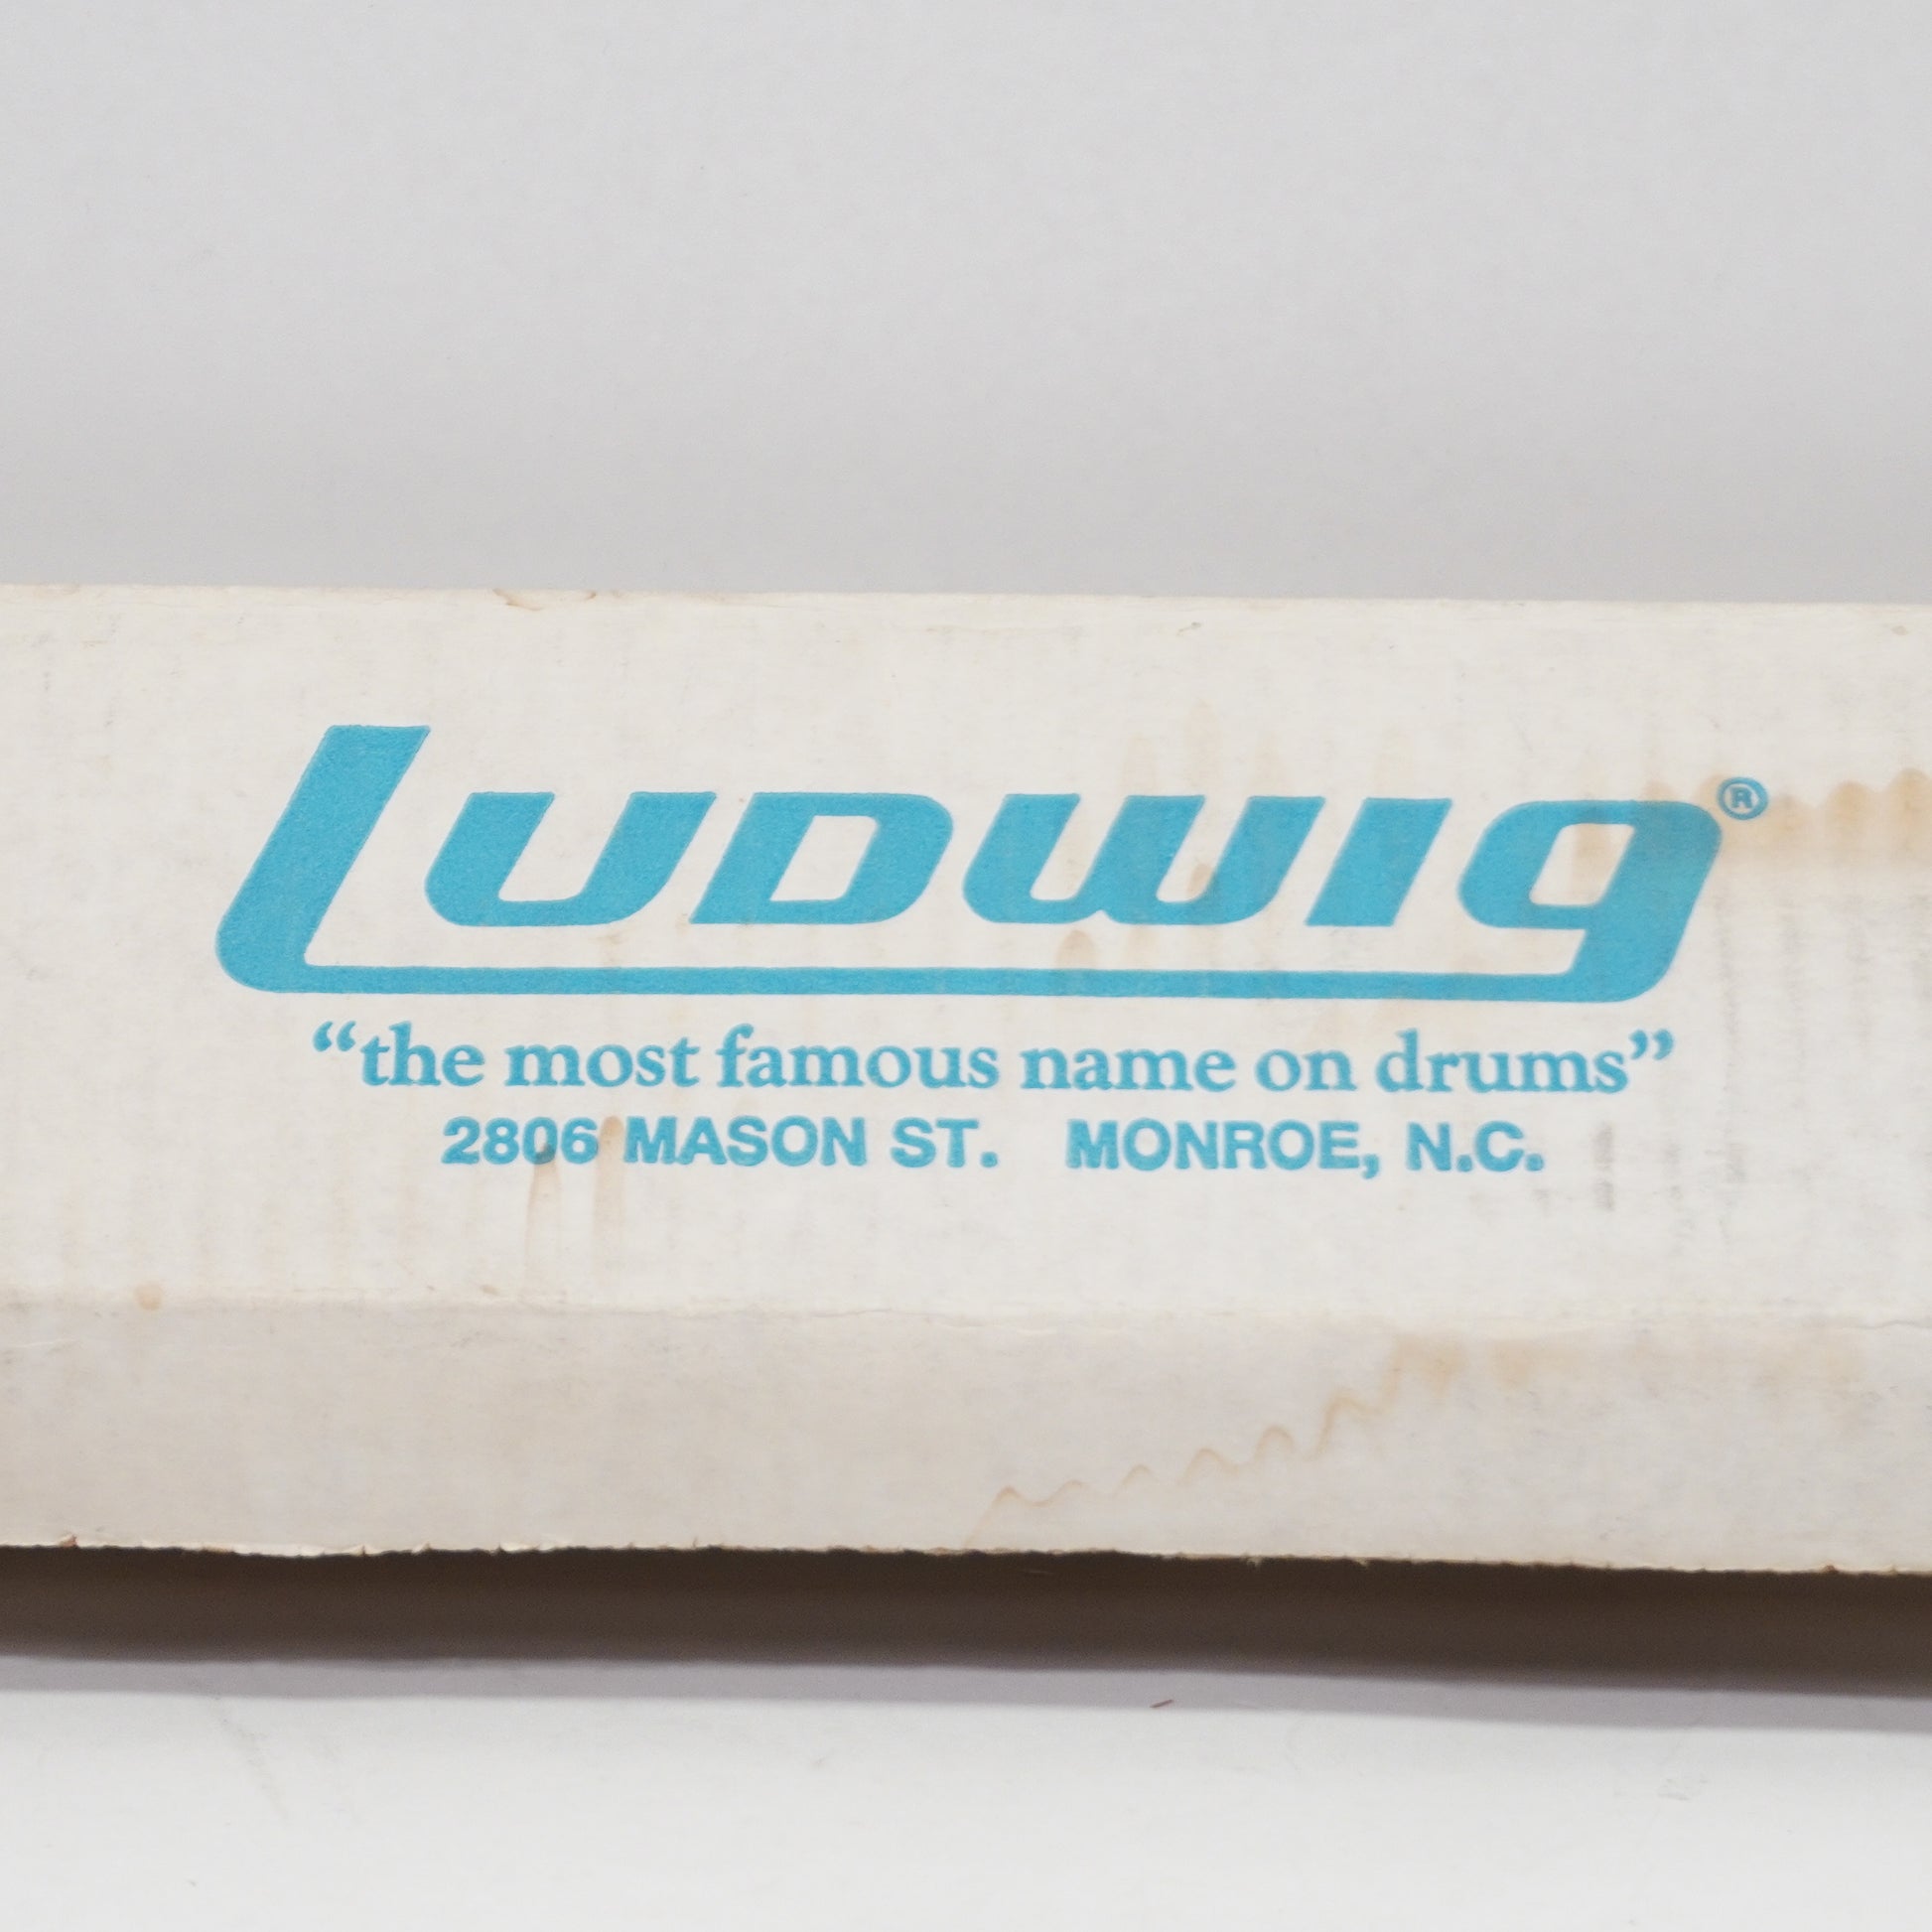 Ludwig®
“the most famous name on drums”
2806 MASON ST. MONROE, N.C.